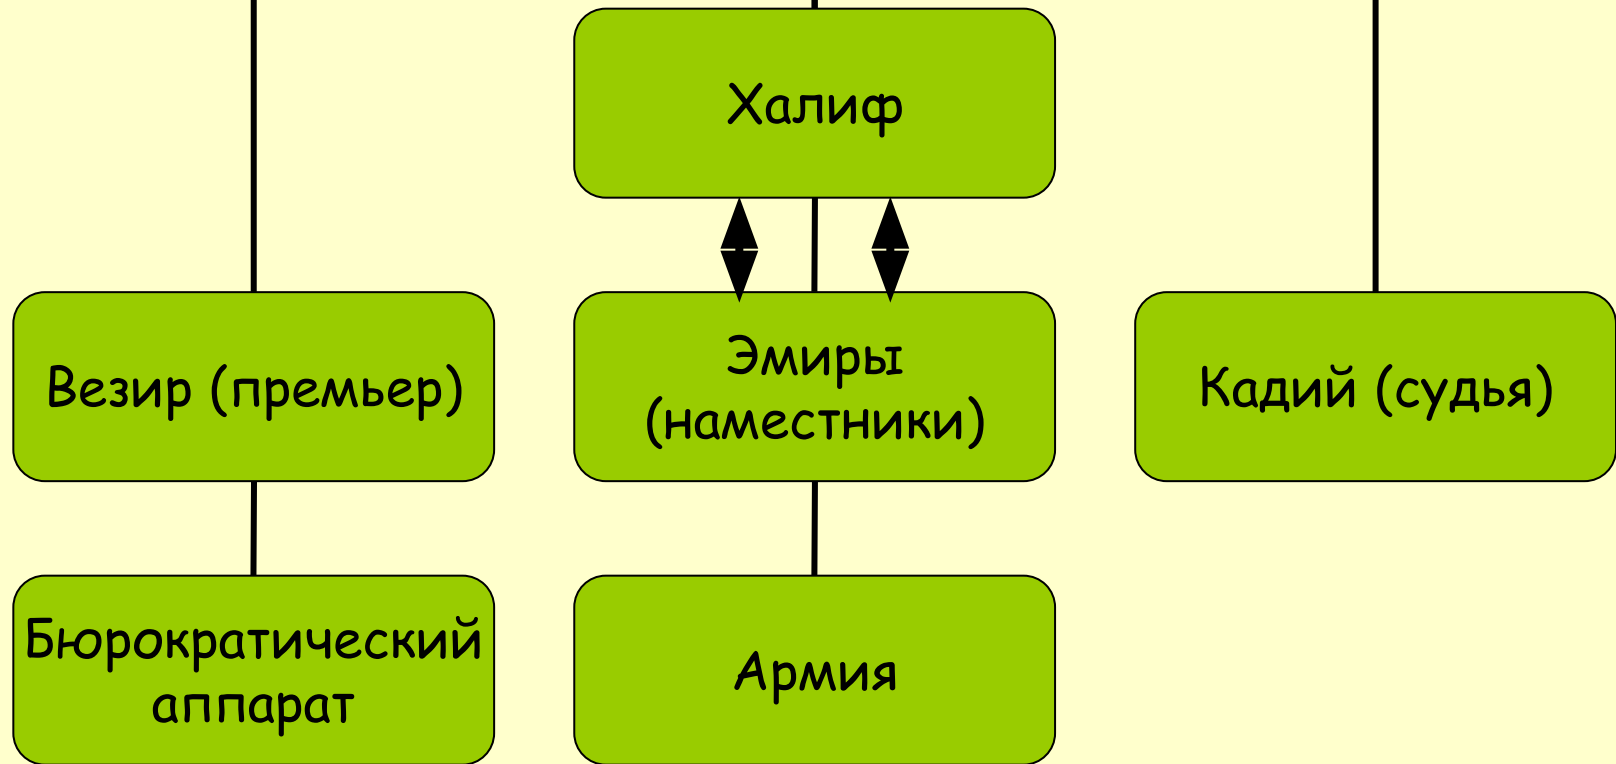 Халиф
Везир (премьер)
Эмиры
(наместники)
Кадий (судья)
Бюрократический
аппарат
Армия